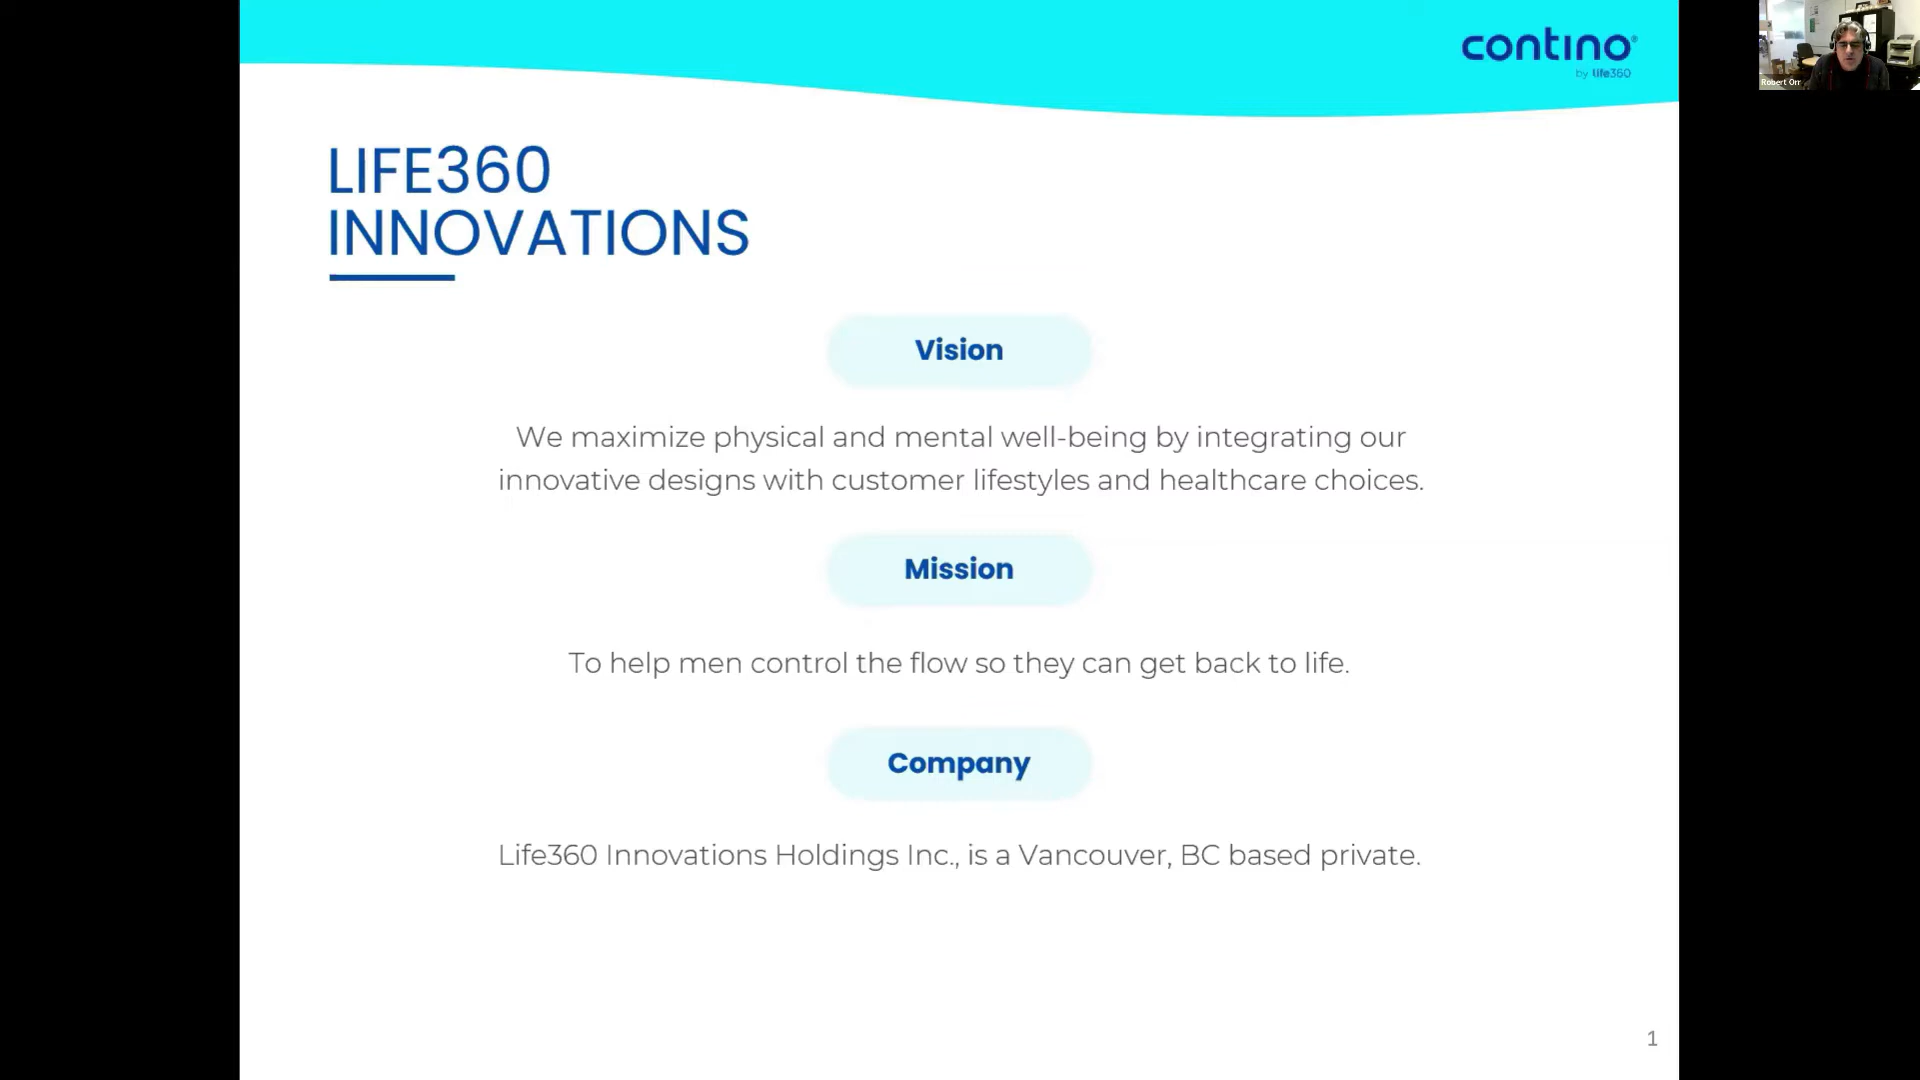 contino®
by life360
Robert Orr
LIFE360
INNOVATIONS
Vision
We maximize physical and mental well-being by integrating our
innovative designs with customer lifestyles and healthcare choices.
Mission
To help men control the flow so they can get back to life.
Company
Life360 Innovations Holdings Inc., is a Vancouver, BC based private.
1